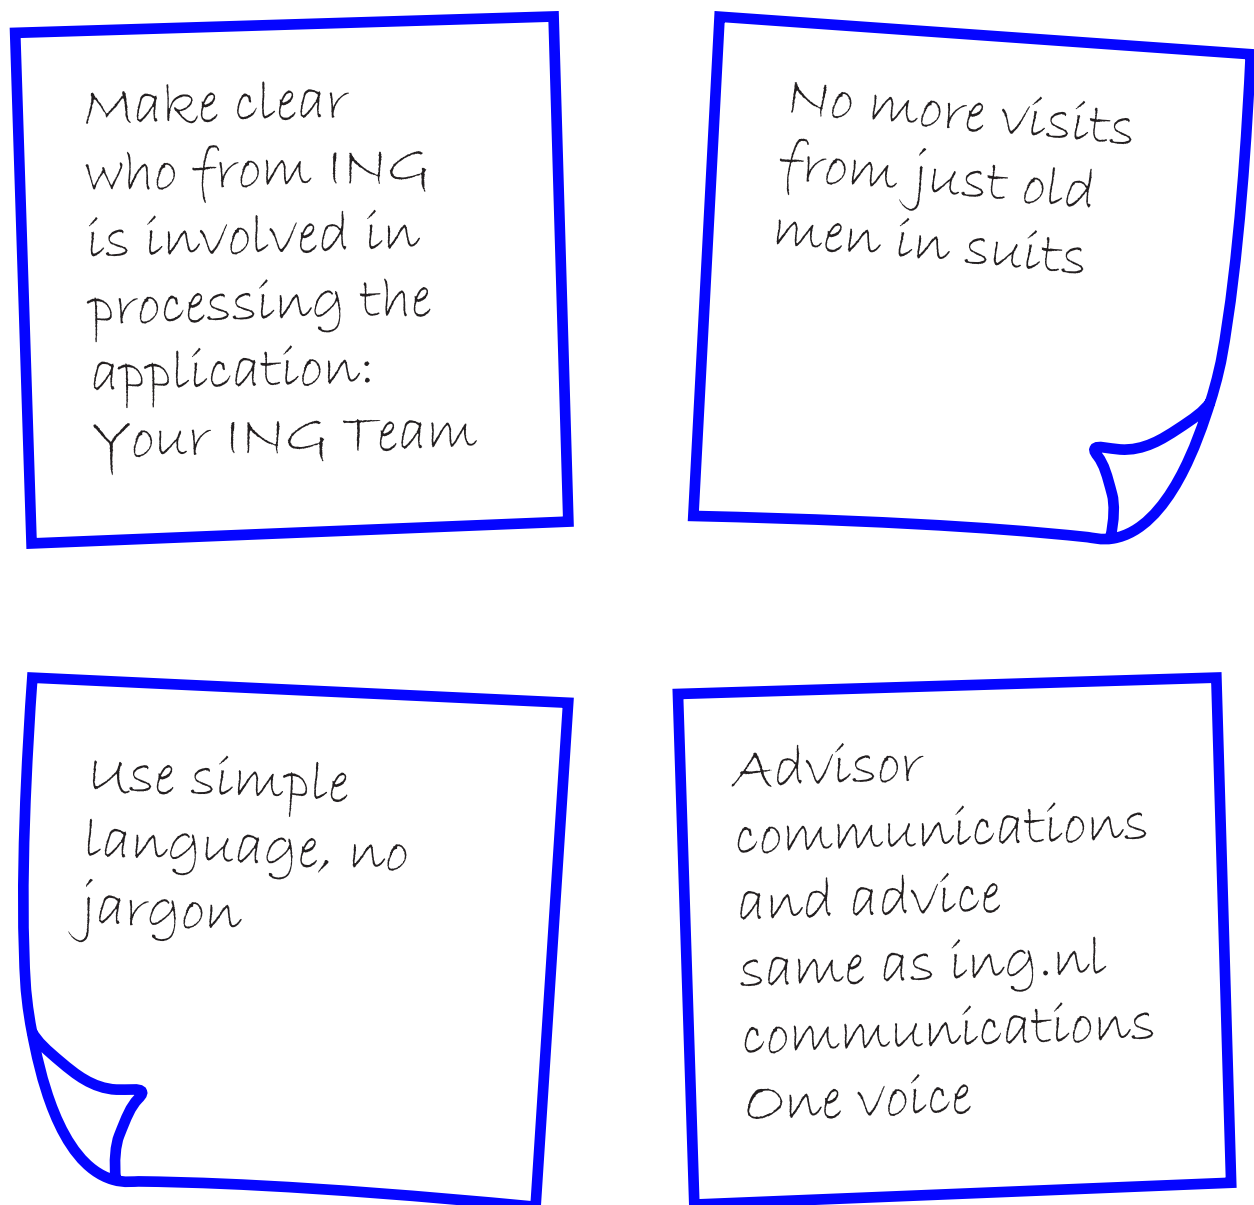 Make clear
who from ING
is involved in
processing the
application:
Your ING Team
No more visits
from just old
men in suits
Use simple
language, no
jargon
Advisor
communications
and advice
same as ing.nl
communications
One voice